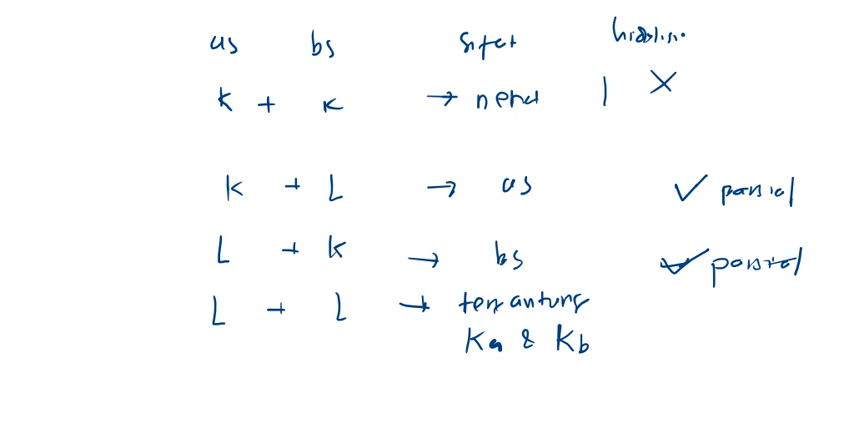 as bs sifat hidrolisis
K + K → netral | X
K + L → as ✓ parsial
L + K → bs ✓ parsial
L + L → tergantung
Ka & Kb